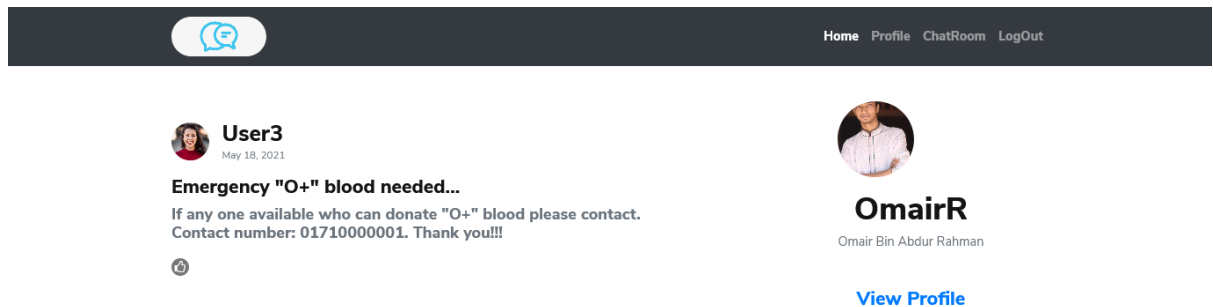 Home Profile ChatRoom LogOut
User3
May 18, 2021
Emergency "O+" blood needed...
If any one available who can donate "O+" blood please contact.
Contact number: 01710000001. Thank you!!!
OmairR
Omair Bin Abdur Rahman
View Profile